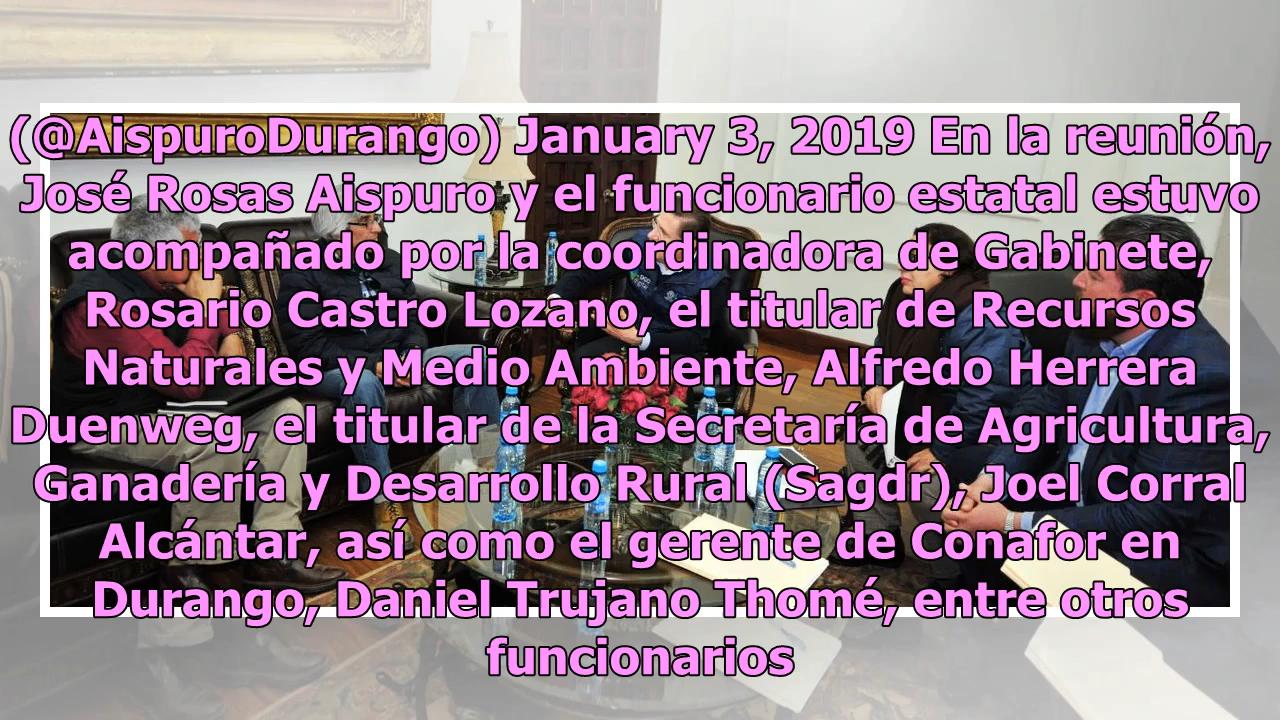 (@AispuroDurango) January 3, 2019 En la reunión,
José Rosas Aispuro y el funcionario estatal estuvo
acompañado por la coordinadora de Gabinete,
Rosario Castro Lozano, el titular de Recursos
Naturales y Medio Ambiente, Alfredo Herrera
Duenweg, el titular de la Secretaría de Agricultura,
Ganadería y Desarrollo Rural (Sagdr), Joel Corral
Alcántar, así como el gerente de Conafor en
Durango, Daniel Trujano Thomé, entre otros
funcionarios